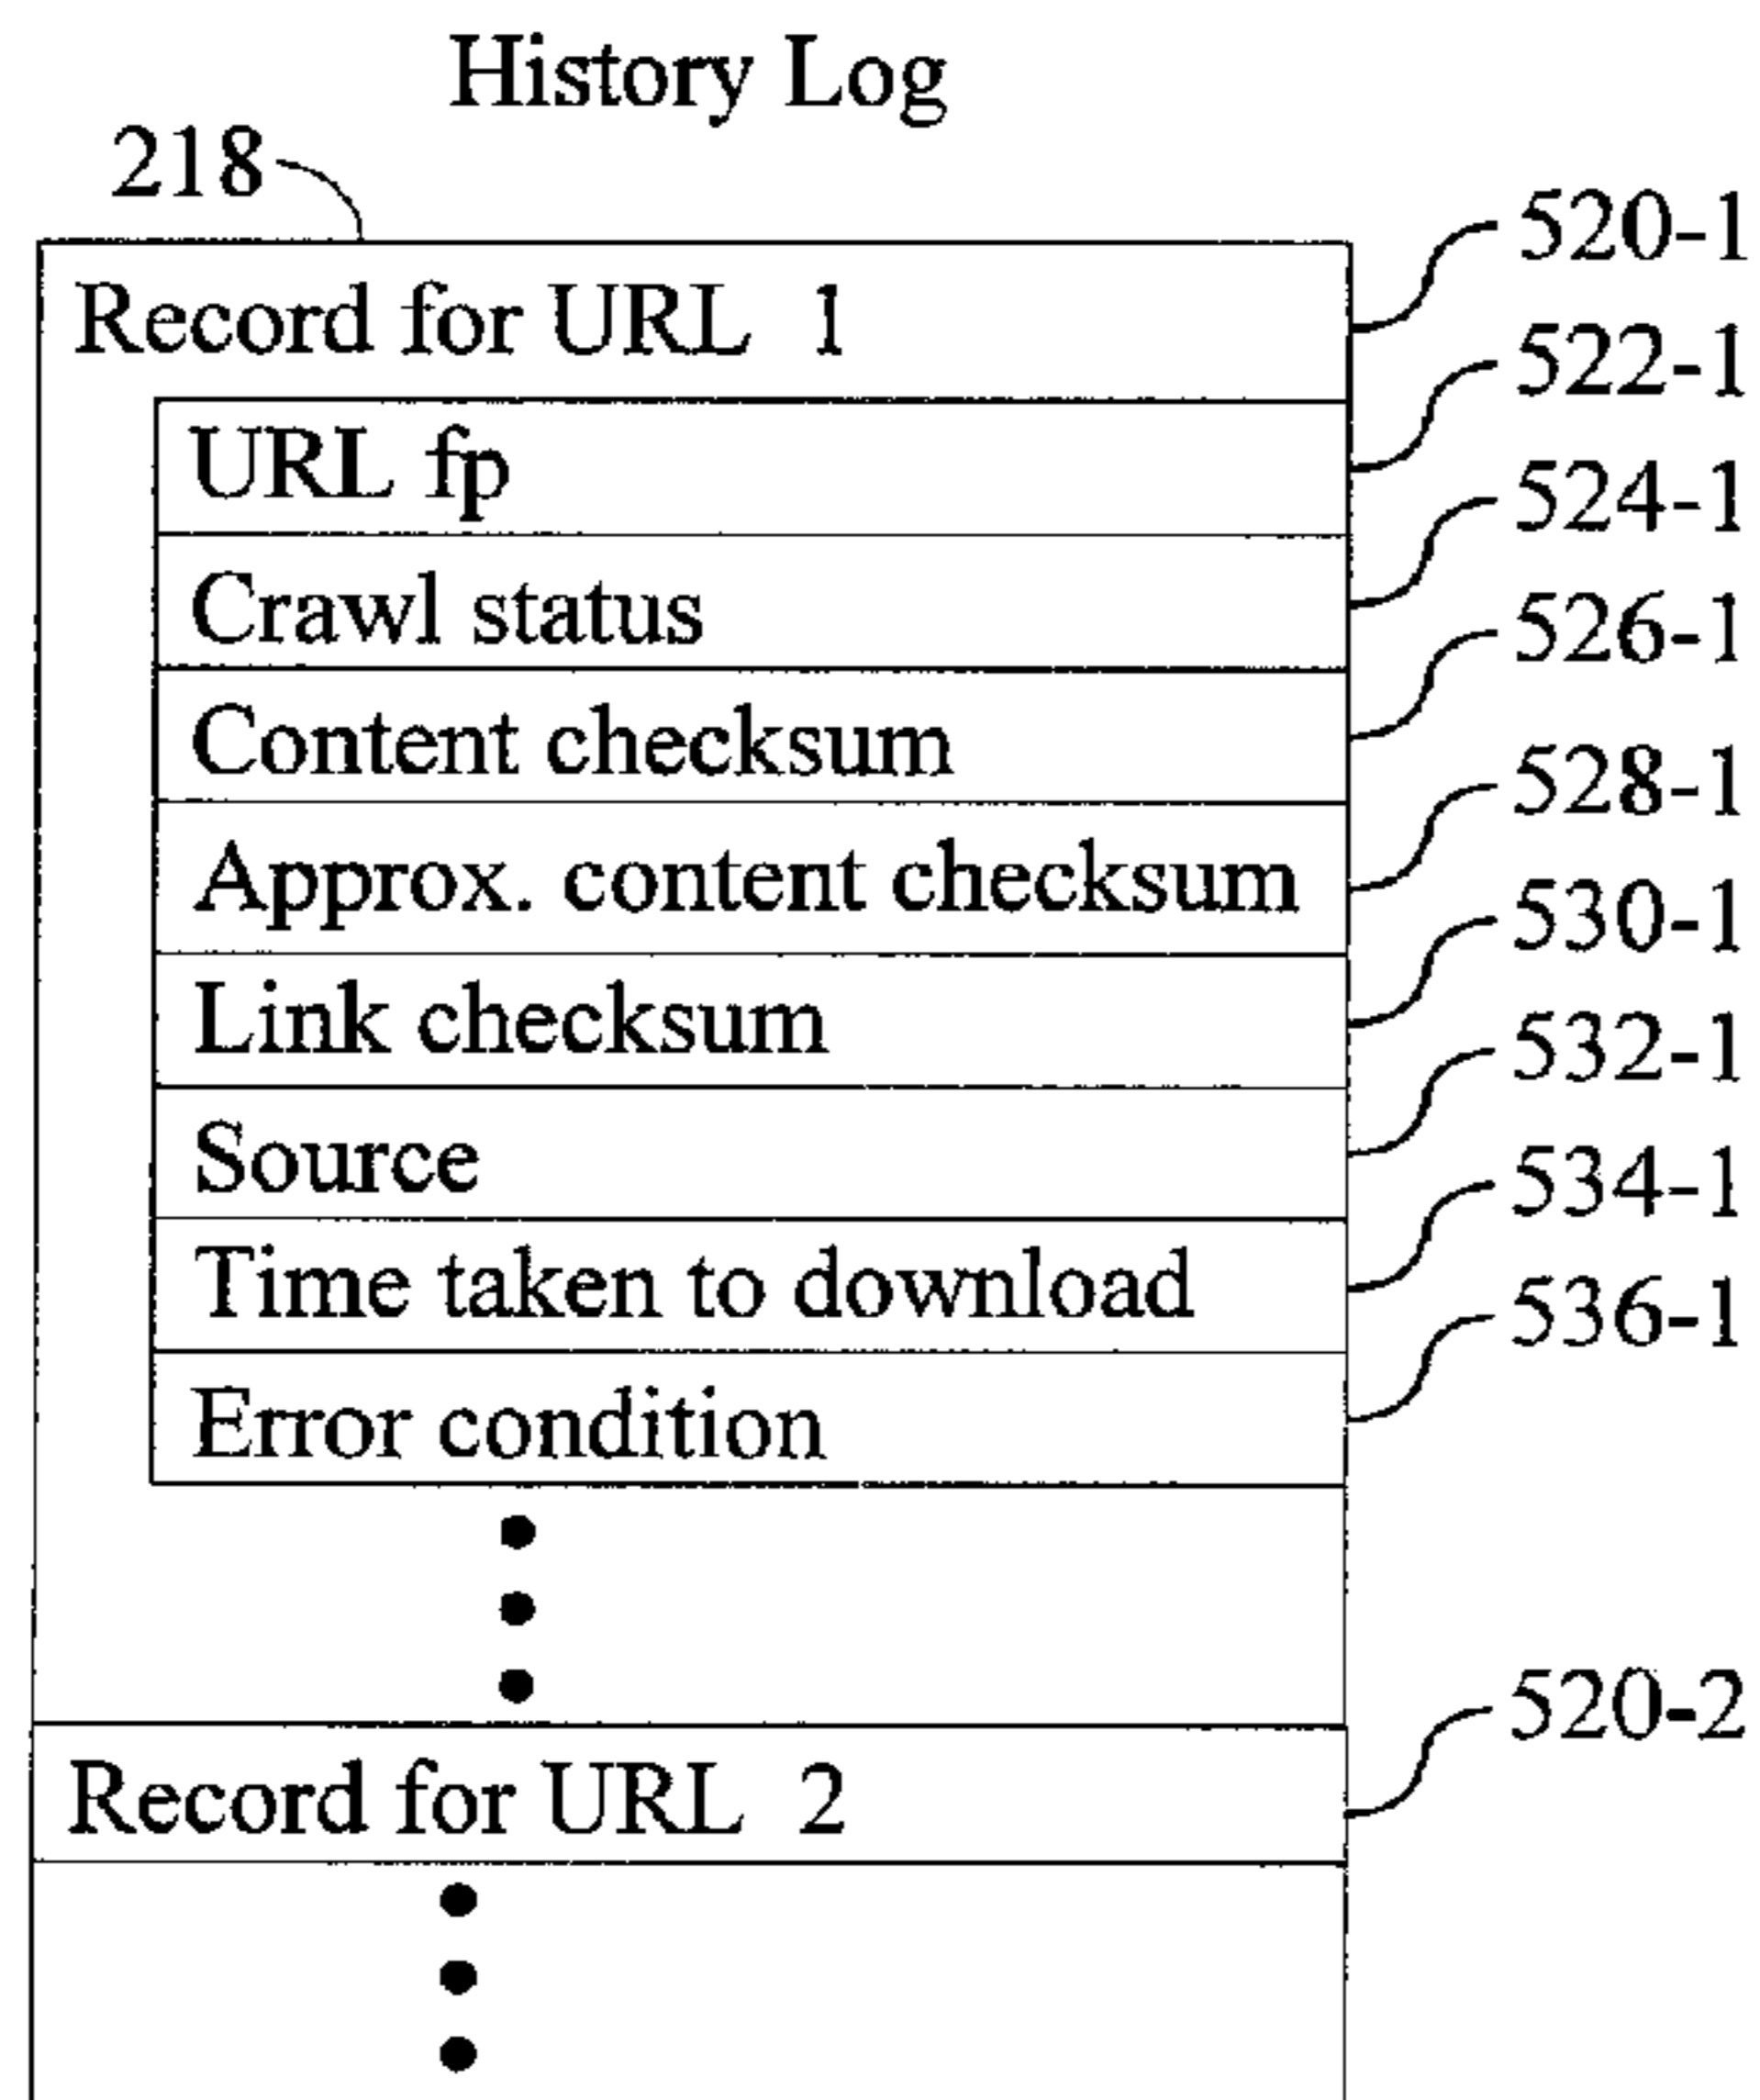 History Log
218
520-1
Record for URL 1
522-1
URL fp
524-1
Crawl status
526-1
Content checksum
528-1
Approx. content checksum
530-1
Link checksum
532-1
Source
534-1
Time taken to download
536-1
Error condition
520-2
Record for URL 2